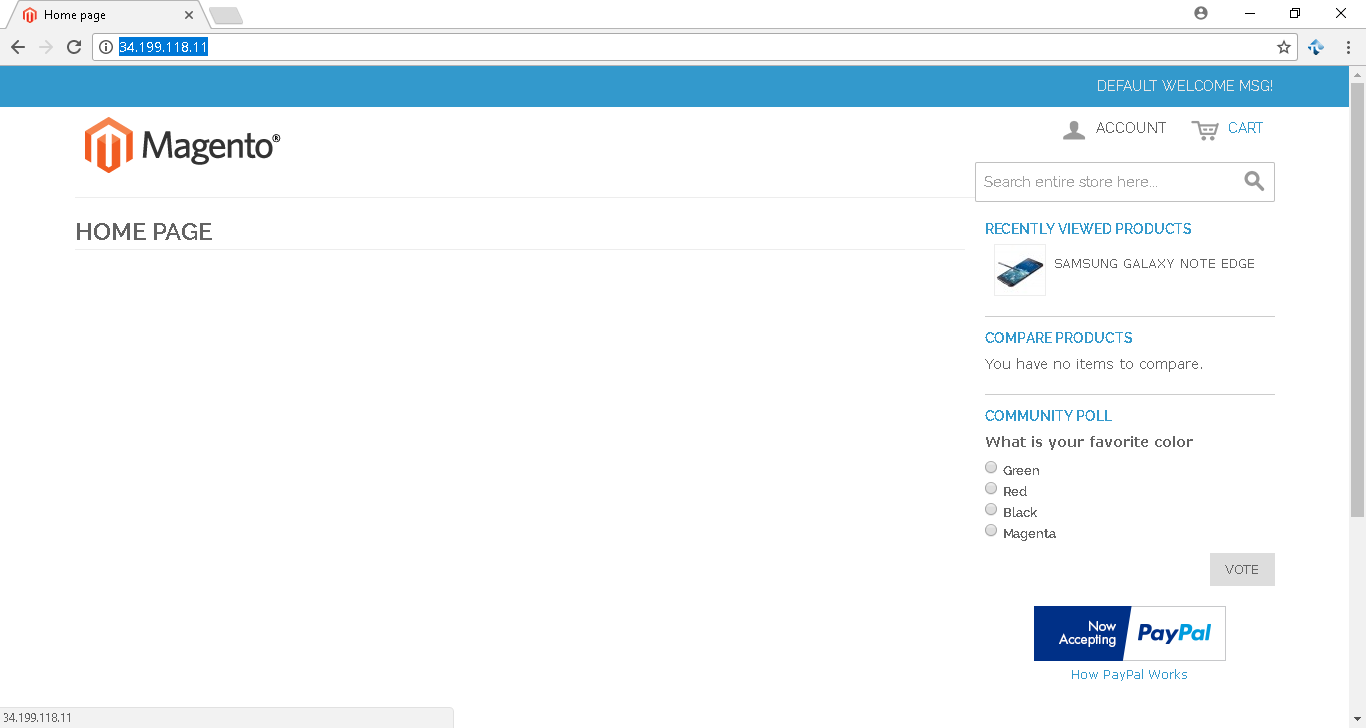 Home page
34.199.118.11
DEFAULT WELCOME MSG!
Magento®
ACCOUNT
CART
Search entire store here...
HOME PAGE
RECENTLY VIEWED PRODUCTS
SAMSUNG GALAXY NOTE EDGE
COMPARE PRODUCTS
You have no items to compare.
COMMUNITY POLL
What is your favorite color
Green
Red
Black
Magenta
VOTE
Now
Accepting
PayPal
How PayPal Works
34.199.118.11